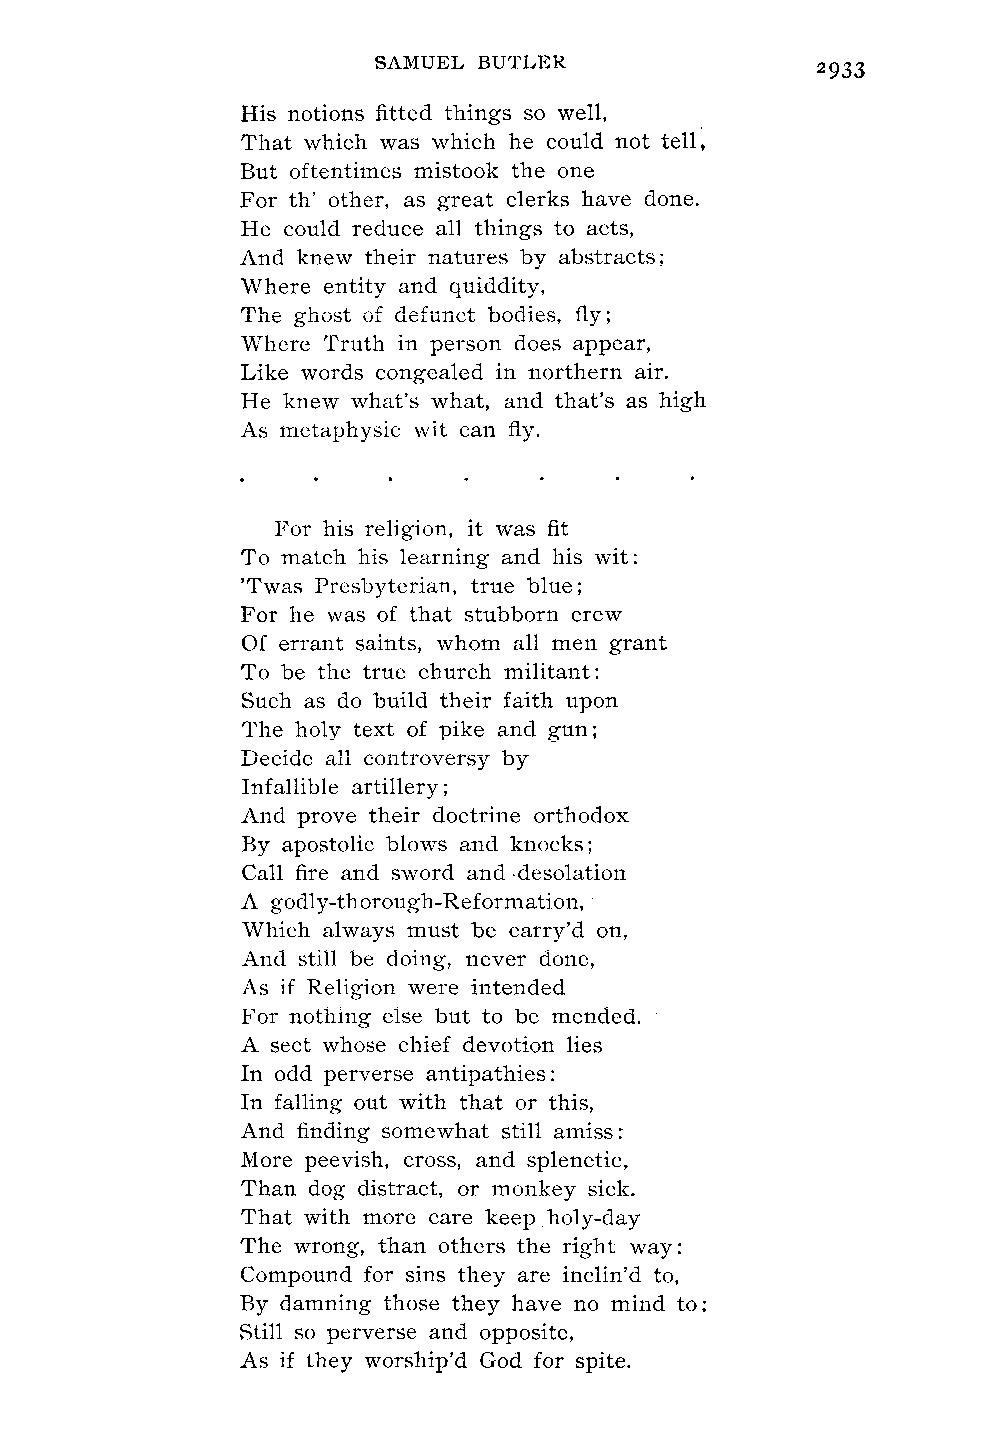 SAMUEL BUTLER 2933
His notions fitted things so well,
That which was which he could not tell;
But oftentimes mistook the one
For th' other, as great clerks have done.
He could reduce all things to acts,
And knew their natures by abstracts;
Where entity and quiddity,
The ghost of defunct bodies, fly;
Where Truth in person does appear,
Like words congealed in northern air.
He knew what's what, and that's as high
As metaphysic wit can fly.
. . . . . . .
For his religion, it was fit
To match his learning and his wit:
'Twas Presbyterian, true blue;
For he was of that stubborn crew
Of errant saints, whom all men grant
To be the true church militant:
Such as do build their faith upon
The holy text of pike and gun;
Decide all controversy by
Infallible artillery;
And prove their doctrine orthodox
By apostolic blows and knocks;
Call fire and sword and desolation
A godly-thorough-Reformation,
Which always must be carry'd on,
And still be doing, never done,
As if Religion were intended
For nothing else but to be mended.
A sect whose chief devotion lies
In odd perverse antipathies:
In falling out with that or this,
And finding somewhat still amiss:
More peevish, cross, and splenetic,
Than dog distract, or monkey sick.
That with more care keep holy-day
The wrong, than others the right way:
Compound for sins they are inclin'd to,
By damning those they have no mind to:
Still so perverse and opposite,
As if they worship'd God for spite.